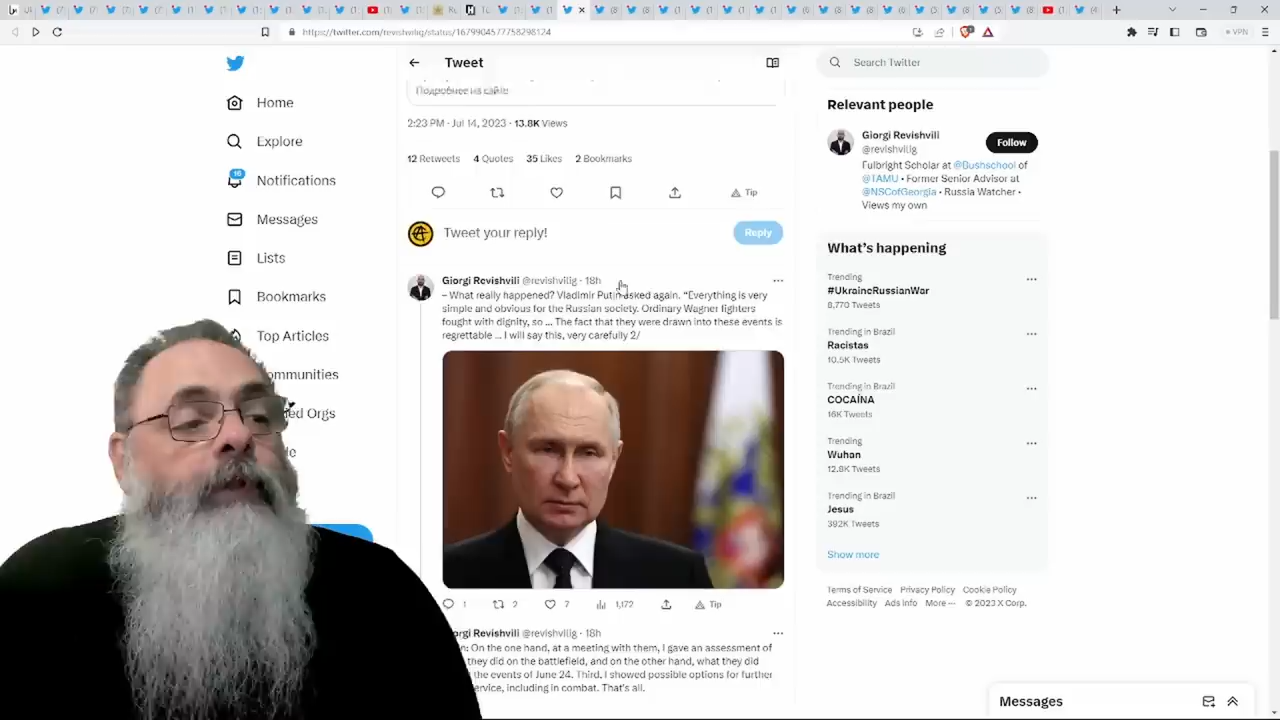 https://twitter.com/revishvilig/status/1679904577758298124
VPN
Home
Explore
16
Notifications
Messages
Lists
Bookmarks
Top Articles
Tweet
Подробнее на сайте
2:23 PM · Jul 14, 2023 · 13.8K Views
12 Retweets 4 Quotes 35 Likes 2 Bookmarks
Tip
Tweet your reply!
Reply
Giorgi Revishvili @revishvilig · 18h
– What really happened? Vladimir Putin asked again. "Everything is very
simple and obvious for the Russian society. Ordinary Wagner fighters
fought with dignity, so ... The fact that they were drawn into these events is
regrettable ... I will say this, very carefully 2/
1 2 7 1,172 Tip
Revishvili @revishvilig · 18h
On the one hand, at a meeting with them, I gave an assessment of
they did on the battlefield, and on the other hand, what they did
the events of June 24. Third, I showed possible options for further
including in combat. That's all.
Search Twitter
Relevant people
Giorgi Revishvili
@revishvilig
Follow
Fulbright Scholar at @Bushschool of
@TAMU • Former Senior Advisor at
@NSCofGeorgia • Russia Watcher •
Views my own
What's happening
Trending
#UkraineRussianWar
8,770 Tweets
Trending in Brazil
Racistas
10.5K Tweets
Trending in Brazil
COCAÍNA
16K Tweets
Trending
Wuhan
12.8K Tweets
Trending in Brazil
Jesus
392K Tweets
Show more
Terms of Service Privacy Policy Cookie Policy
Accessibility Ads info More ··· © 2023 X Corp.
Messages